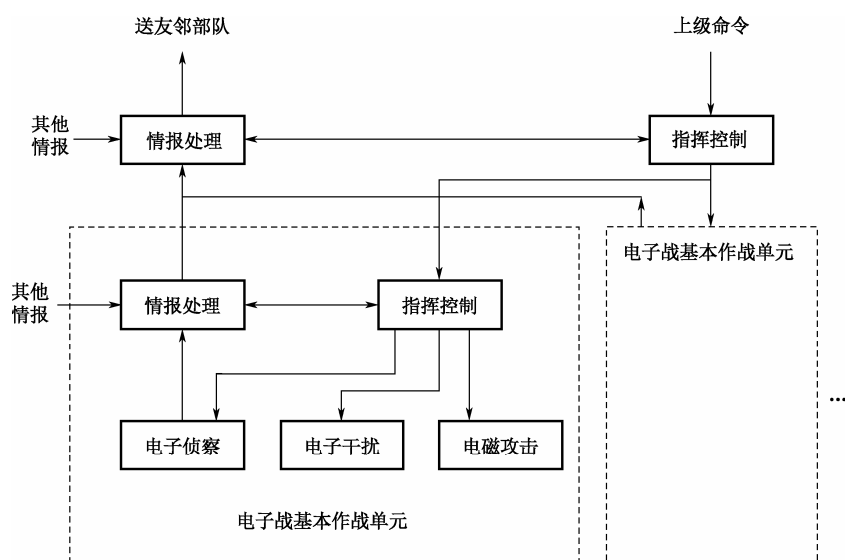 送友邻部队
上级命令
其他
情报
情报处理
指挥控制
电子战基本作战单元
其他
情报
情报处理
指挥控制
电子侦察
电子干扰
电磁攻击
…
电子战基本作战单元